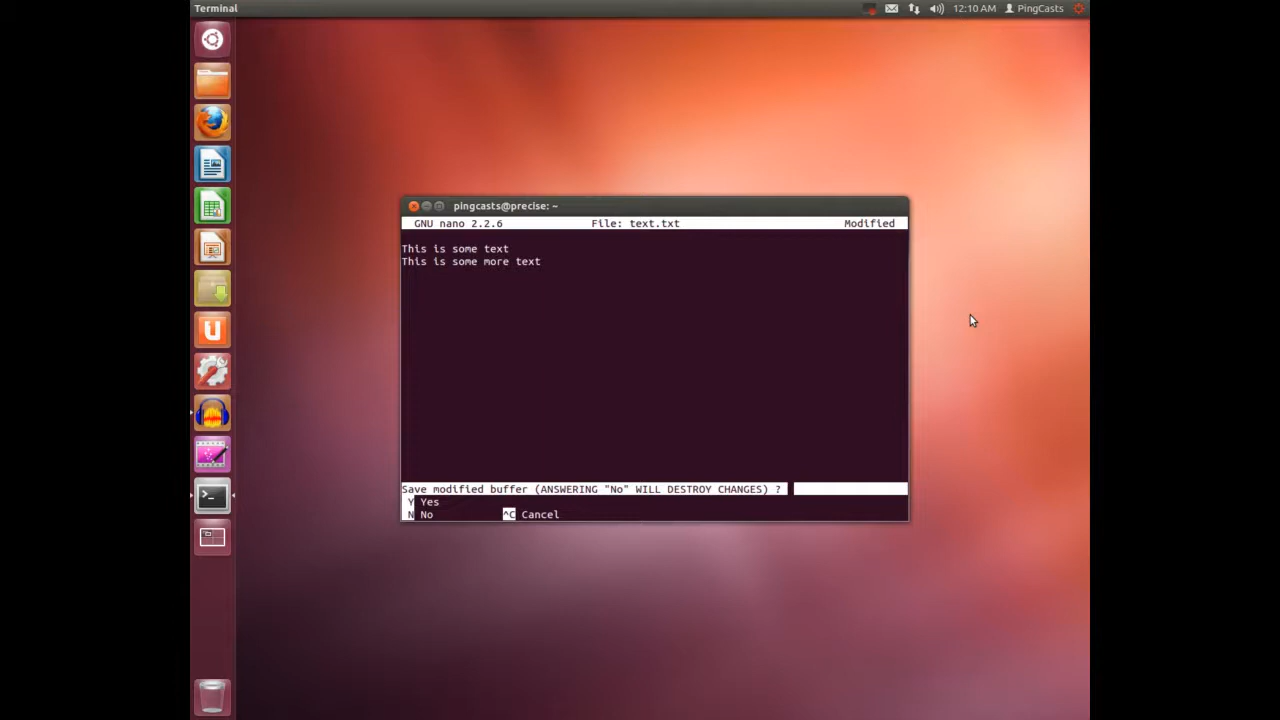 Terminal
12:10 AM
PingCasts
pingcasts@precise: ~
GNU nano 2.2.6 File: text.txt Modified
This is some text
This is some more text
Save modified buffer (ANSWERING "No" WILL DESTROY CHANGES) ?
Y Yes
N No ^C Cancel